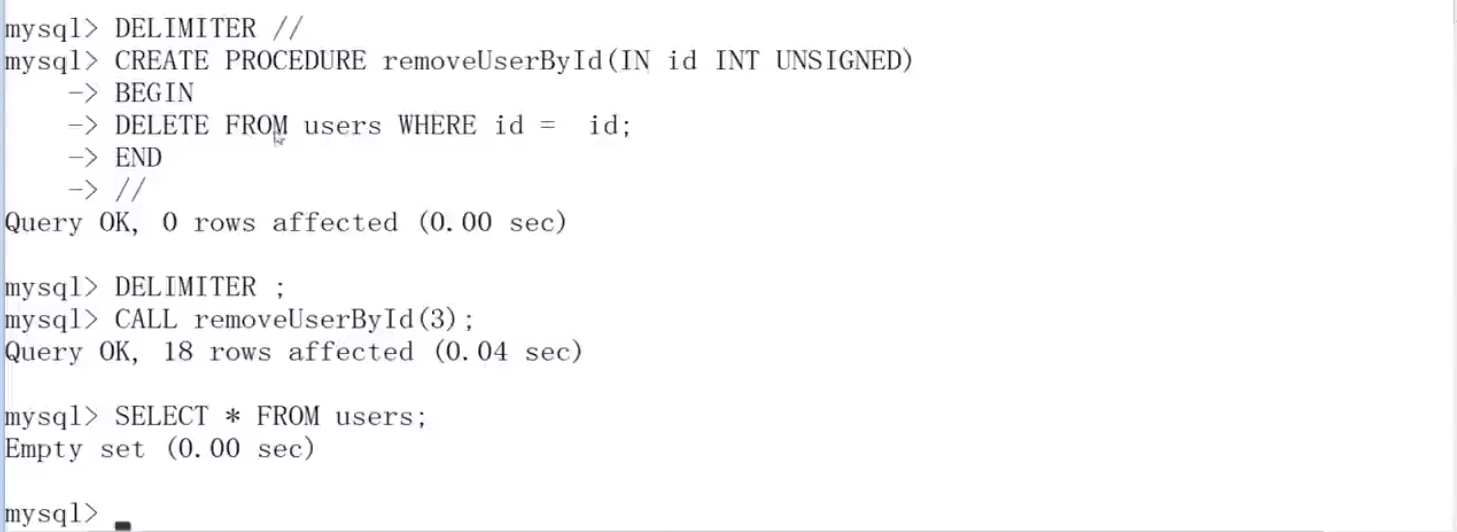 mysql> DELIMITER //
mysql> CREATE PROCEDURE removeUserById(IN id INT UNSIGNED)
    -> BEGIN
    -> DELETE FROM users WHERE id =  id;
    -> END
    -> //
Query OK, 0 rows affected (0.00 sec)
mysql> DELIMITER ;
mysql> CALL removeUserById(3);
Query OK, 18 rows affected (0.04 sec)
mysql> SELECT * FROM users;
Empty set (0.00 sec)
mysql>